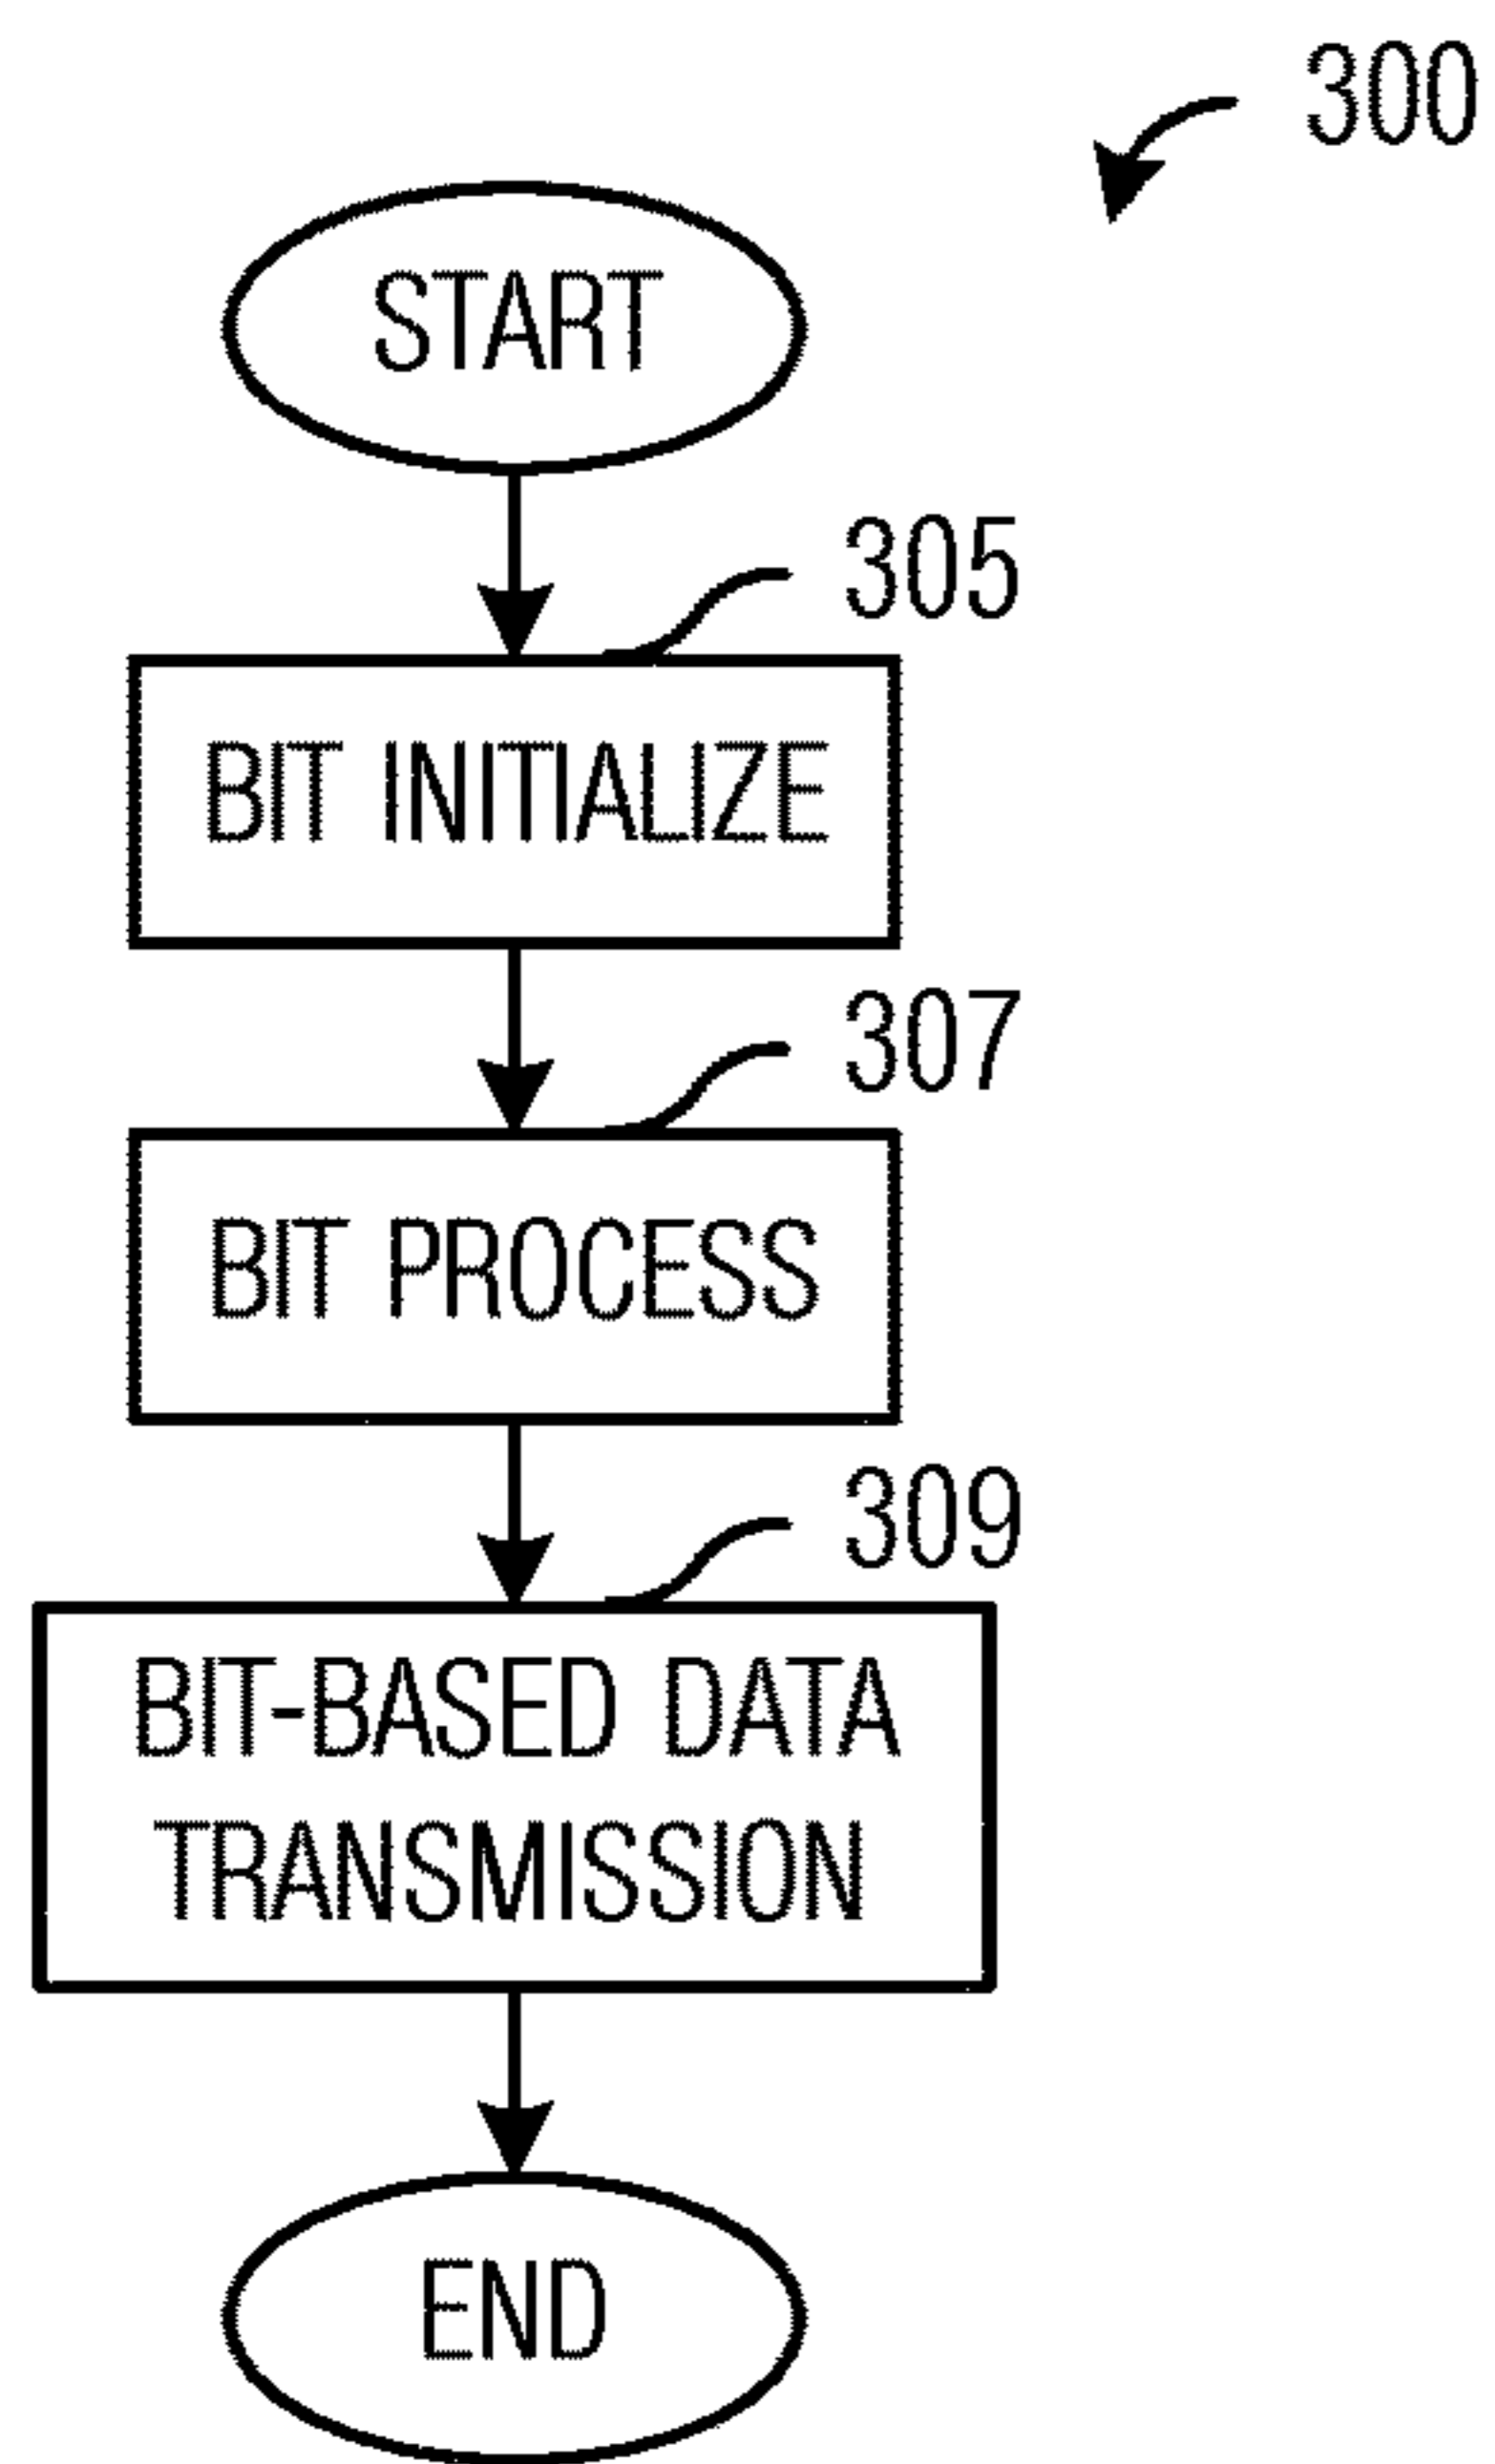 300
START
305
BIT INITIALIZE
307
BIT PROCESS
309
BIT-BASED DATA
TRANSMISSION
END